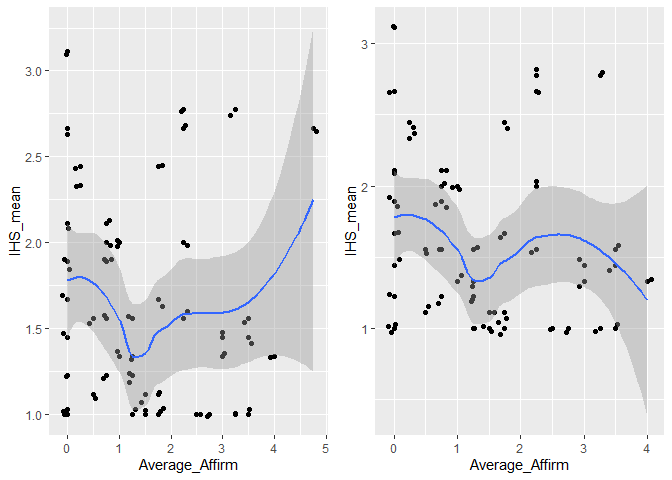 3.0
2.5
2.0
1.5
1.0
IHS_mean
0 1 2 3 4 5
Average_Affirm
3
2
1
IHS_mean
0 1 2 3 4
Average_Affirm